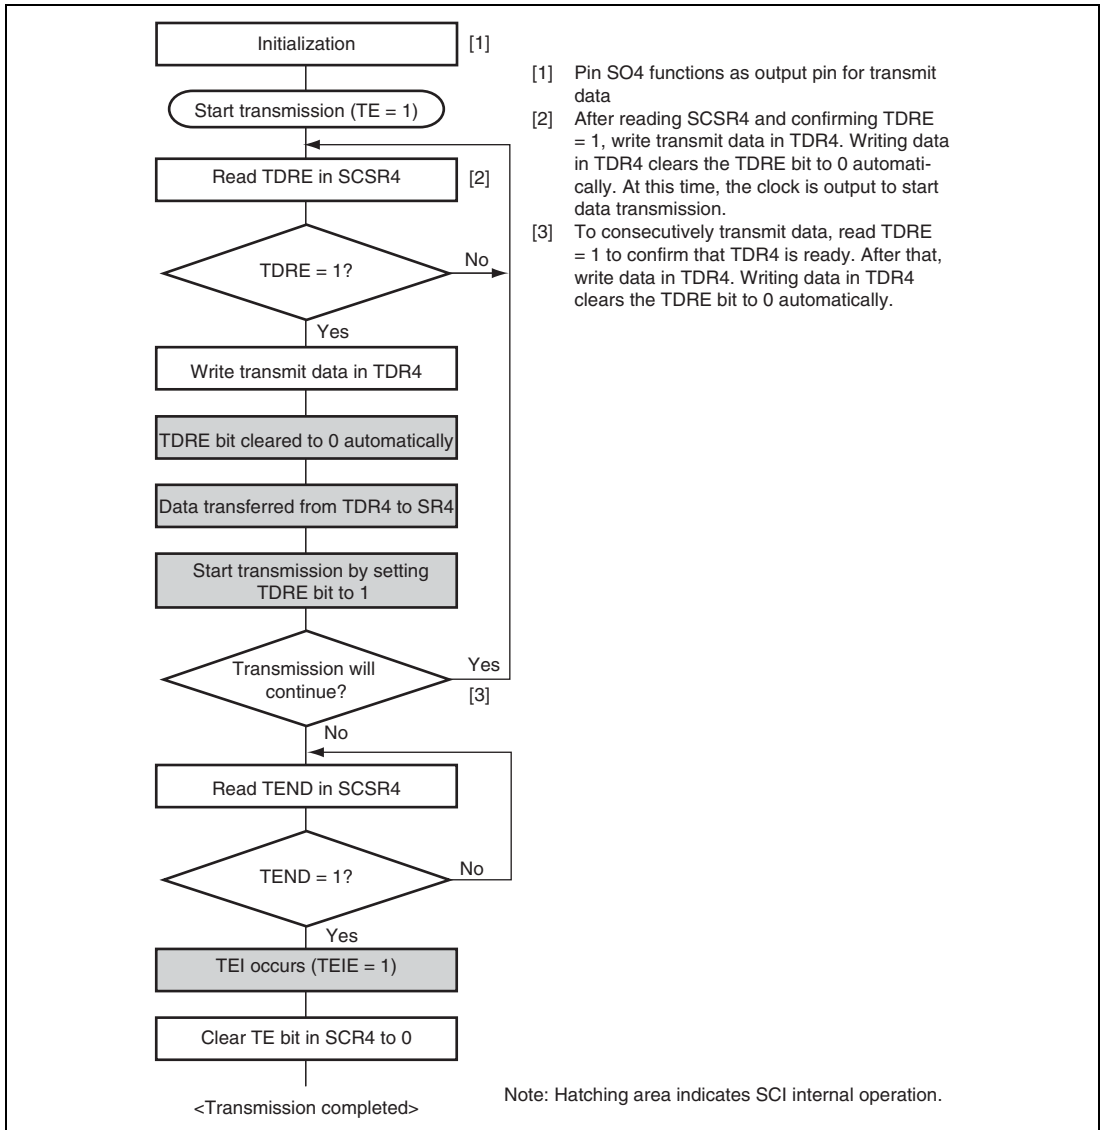 Initialization
[1]
Start transmission (TE = 1)
Read TDRE in SCSR4
[2]
TDRE = 1?
No
Yes
Write transmit data in TDR4
TDRE bit cleared to 0 automatically
Data transferred from TDR4 to SR4
Start transmission by setting
TDRE bit to 1
Transmission will
continue?
Yes
[3]
No
Read TEND in SCSR4
TEND = 1?
No
Yes
TEI occurs (TEIE = 1)
Clear TE bit in SCR4 to 0
<Transmission completed>
[1] Pin SO4 functions as output pin for transmit
data
[2] After reading SCSR4 and confirming TDRE
= 1, write transmit data in TDR4. Writing data
in TDR4 clears the TDRE bit to 0 automati-
cally. At this time, the clock is output to start
data transmission.
[3] To consecutively transmit data, read TDRE
= 1 to confirm that TDR4 is ready. After that,
write data in TDR4. Writing data in TDR4
clears the TDRE bit to 0 automatically.
Note: Hatching area indicates SCI internal operation.